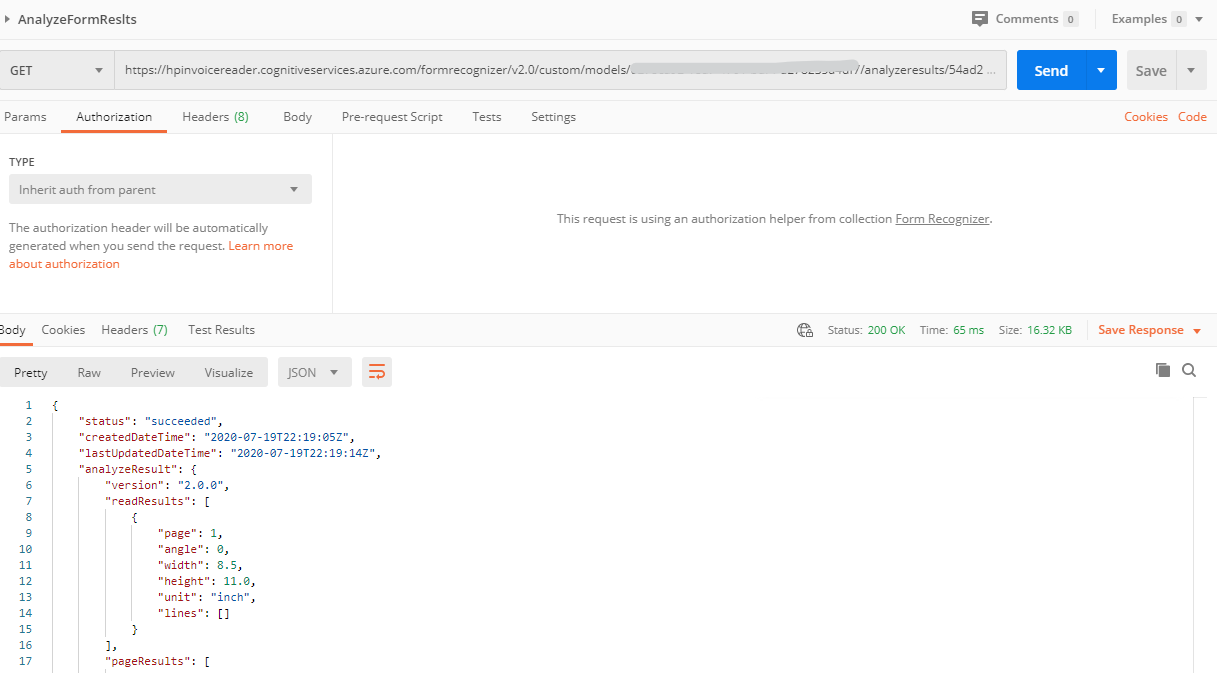 AnalyzeFormReslts
Comments 0 Examples 0
GET https://hpinvoicereader.cognitiveservices.azure.com/formrecognizer/v2.0/custom/models/ //analyzeresults/54ad2 ... Send Save
Params Authorization Headers (8) Body Pre-request Script Tests Settings Cookies Code
TYPE
Inherit auth from parent
The authorization header will be automatically
generated when you send the request. Learn more
about authorization
This request is using an authorization helper from collection Form Recognizer.
Body Cookies Headers (7) Test Results Status: 200 OK Time: 65 ms Size: 16.32 KB Save Response
Pretty Raw Preview Visualize JSON
1 {
2 "status": "succeeded",
3 "createdDateTime": "2020-07-19T22:19:05Z",
4 "lastUpdatedDateTime": "2020-07-19T22:19:14Z",
5 "analyzeResult": {
6 "version": "2.0.0",
7 "readResults": [
8 {
9 "page": 1,
10 "angle": 0,
11 "width": 8.5,
12 "height": 11.0,
13 "unit": "inch",
14 "lines": []
15 }
16 ],
17 "pageResults": [